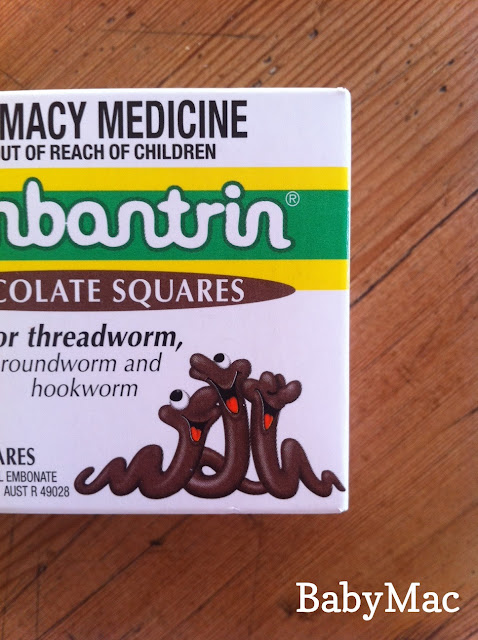 MACY MEDICINE
OUT OF REACH OF CHILDREN
nbantrin®
COLATE SQUARES
or threadworm,
roundworm and
hookworm
ARES
L EMBONATE
AUST R 49028
BabyMac